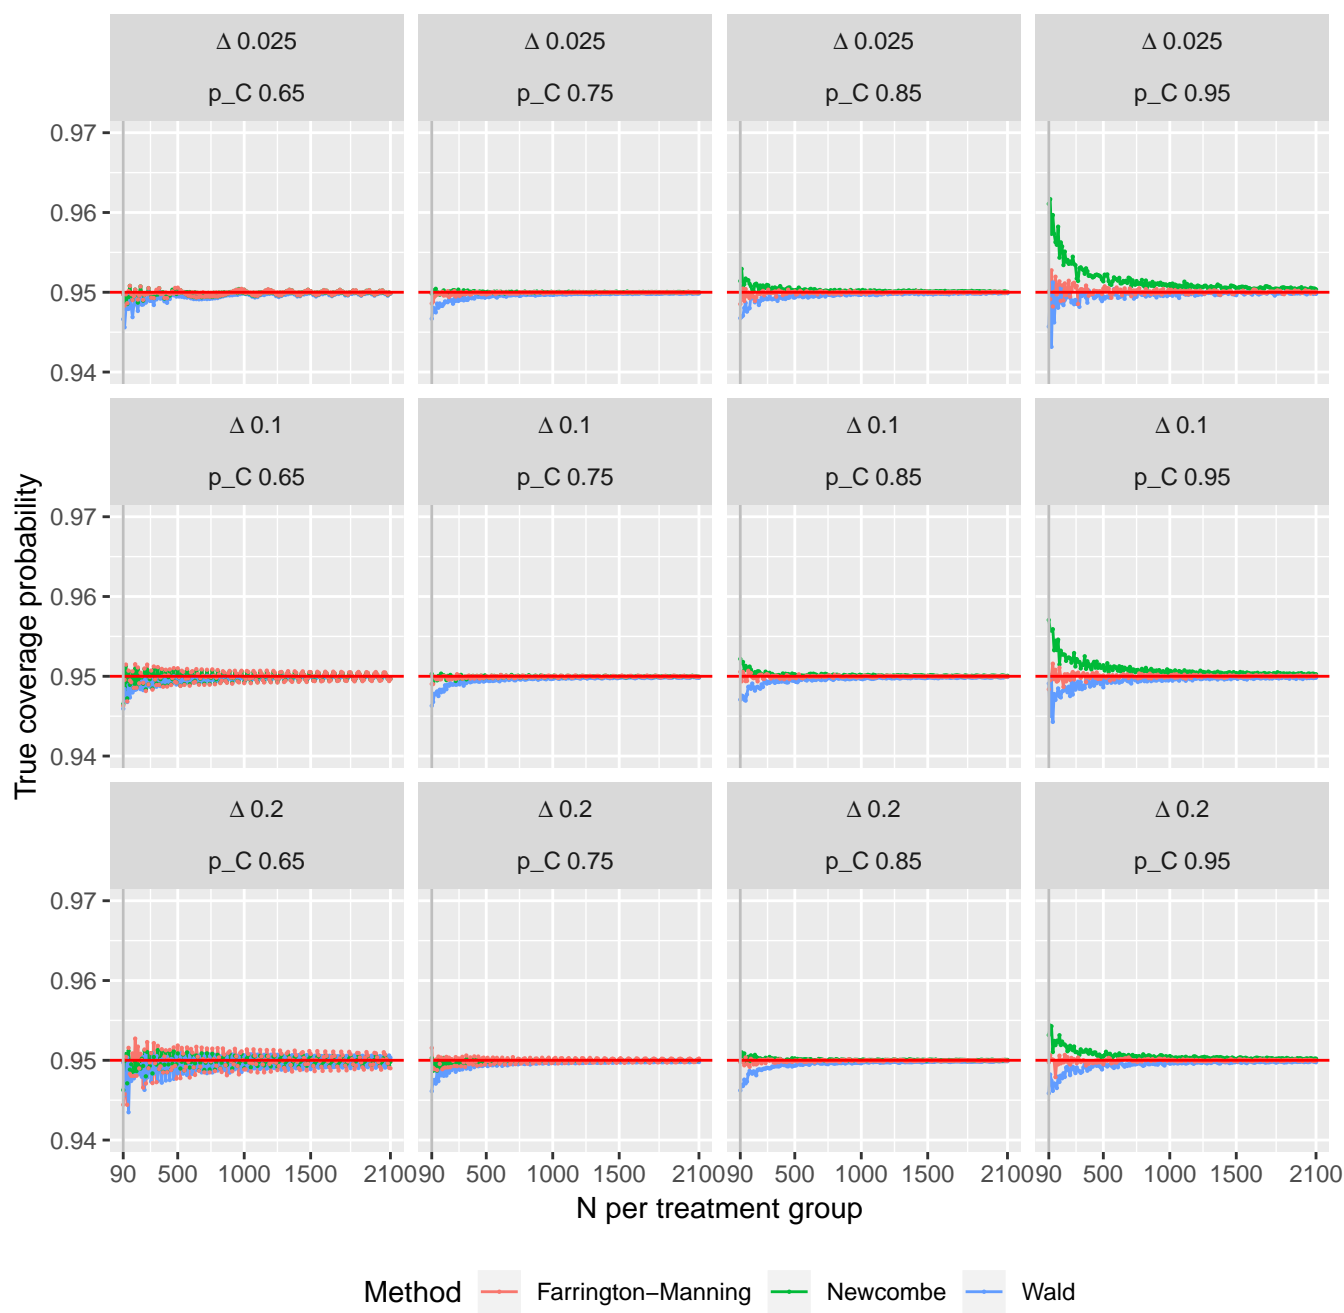 Δ 0.025 Δ 0.025 Δ 0.025 Δ 0.025
p_C 0.65 p_C 0.75 p_C 0.85 p_C 0.95
0.97
0.96
0.95
0.94
Δ 0.1 Δ 0.1 Δ 0.1 Δ 0.1
p_C 0.65 p_C 0.75 p_C 0.85 p_C 0.95
0.97
0.96
0.95
0.94
True coverage probability
Δ 0.2 Δ 0.2 Δ 0.2 Δ 0.2
p_C 0.65 p_C 0.75 p_C 0.85 p_C 0.95
0.97
0.96
0.95
0.94
90 500 1000 1500 2100 90 500 1000 1500 2100 90 500 1000 1500 2100 90 500 1000 1500 2100
N per treatment group
Method Farrington−Manning Newcombe Wald